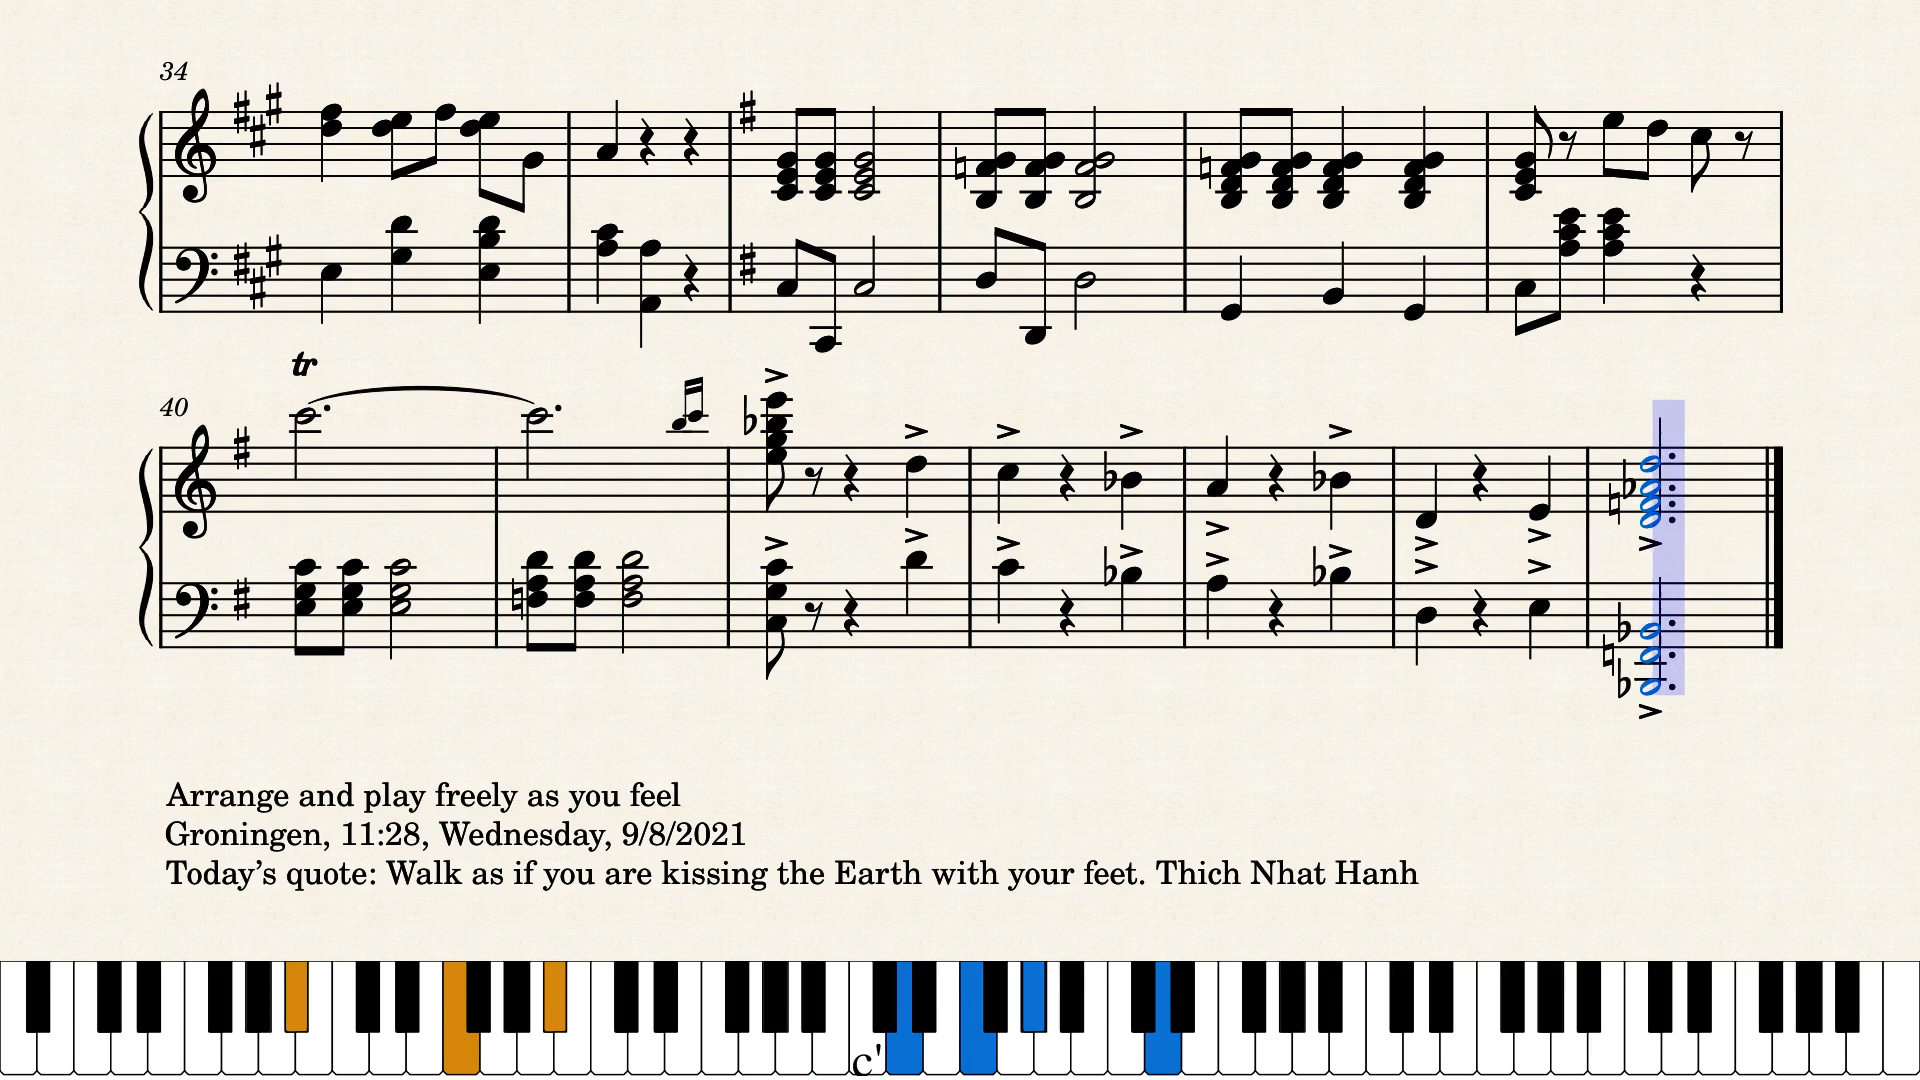 34
tr
40
Arrange and play freely as you feel
Groningen, 11:28, Wednesday, 9/8/2021
Today’s quote: Walk as if you are kissing the Earth with your feet. Thich Nhat Hanh
c'